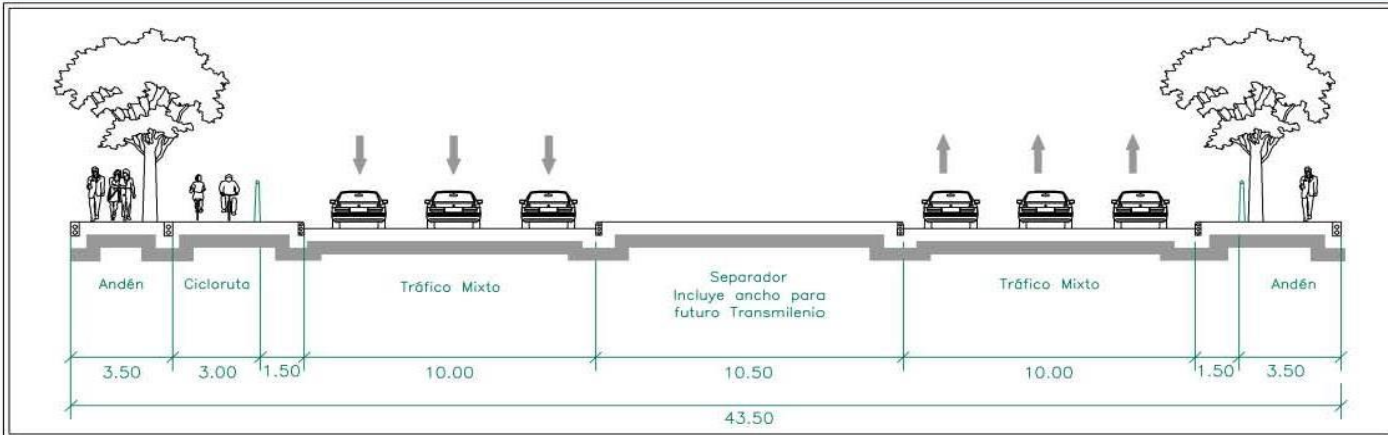 Andén
Cicloruta
Tráfico Mixto
Separador
Incluye ancho para
futuro Transmilenio
Tráfico Mixto
Andén
3.50
3.00
1.50
10.00
10.50
10.00
1.50
3.50
43.50